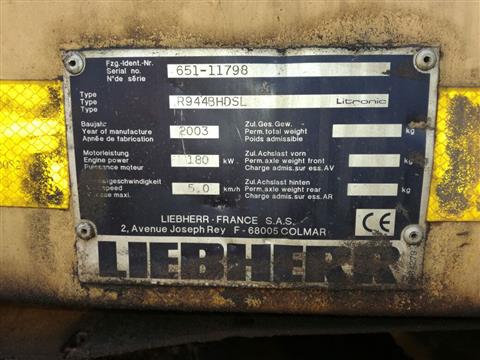 Fzg.-Ident.-Nr.
Serial no. 651-11798
N°de série
Type
Type R944BHDSL Litronic
Type
Baujahr Zul. Ges. Gew.
Year of manufacture 2003 Perm. total weight kg
Année de fabrication Poids admissible
Motorleistung Zul. Achslast vorn
Engine power 180 kW Perm. axle weight front kg
Puissance moteur Charge admis. sur ess. AV
geschwindigkeit Zul. Achslast hinten
speed 5.0 km/h Perm. axle weight rear kg
maxi. Charge admis. sur ess. AR
LIEBHERR-FRANCE S.A.S.
2, Avenue Joseph Rey F-68005 COLMAR
CE
LIEBHERR